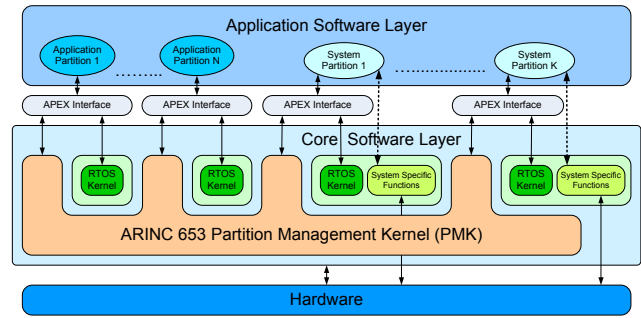 Application Software Layer
Application
Partition 1
Application
Partition N
System
Partition 1
System
Partition K
APEX Interface
APEX Interface
APEX Interface
APEX Interface
Core Software Layer
RTOS
Kernel
RTOS
Kernel
RTOS
Kernel
System Specific
Functions
RTOS
Kernel
System Specific
Functions
ARINC 653 Partition Management Kernel (PMK)
Hardware